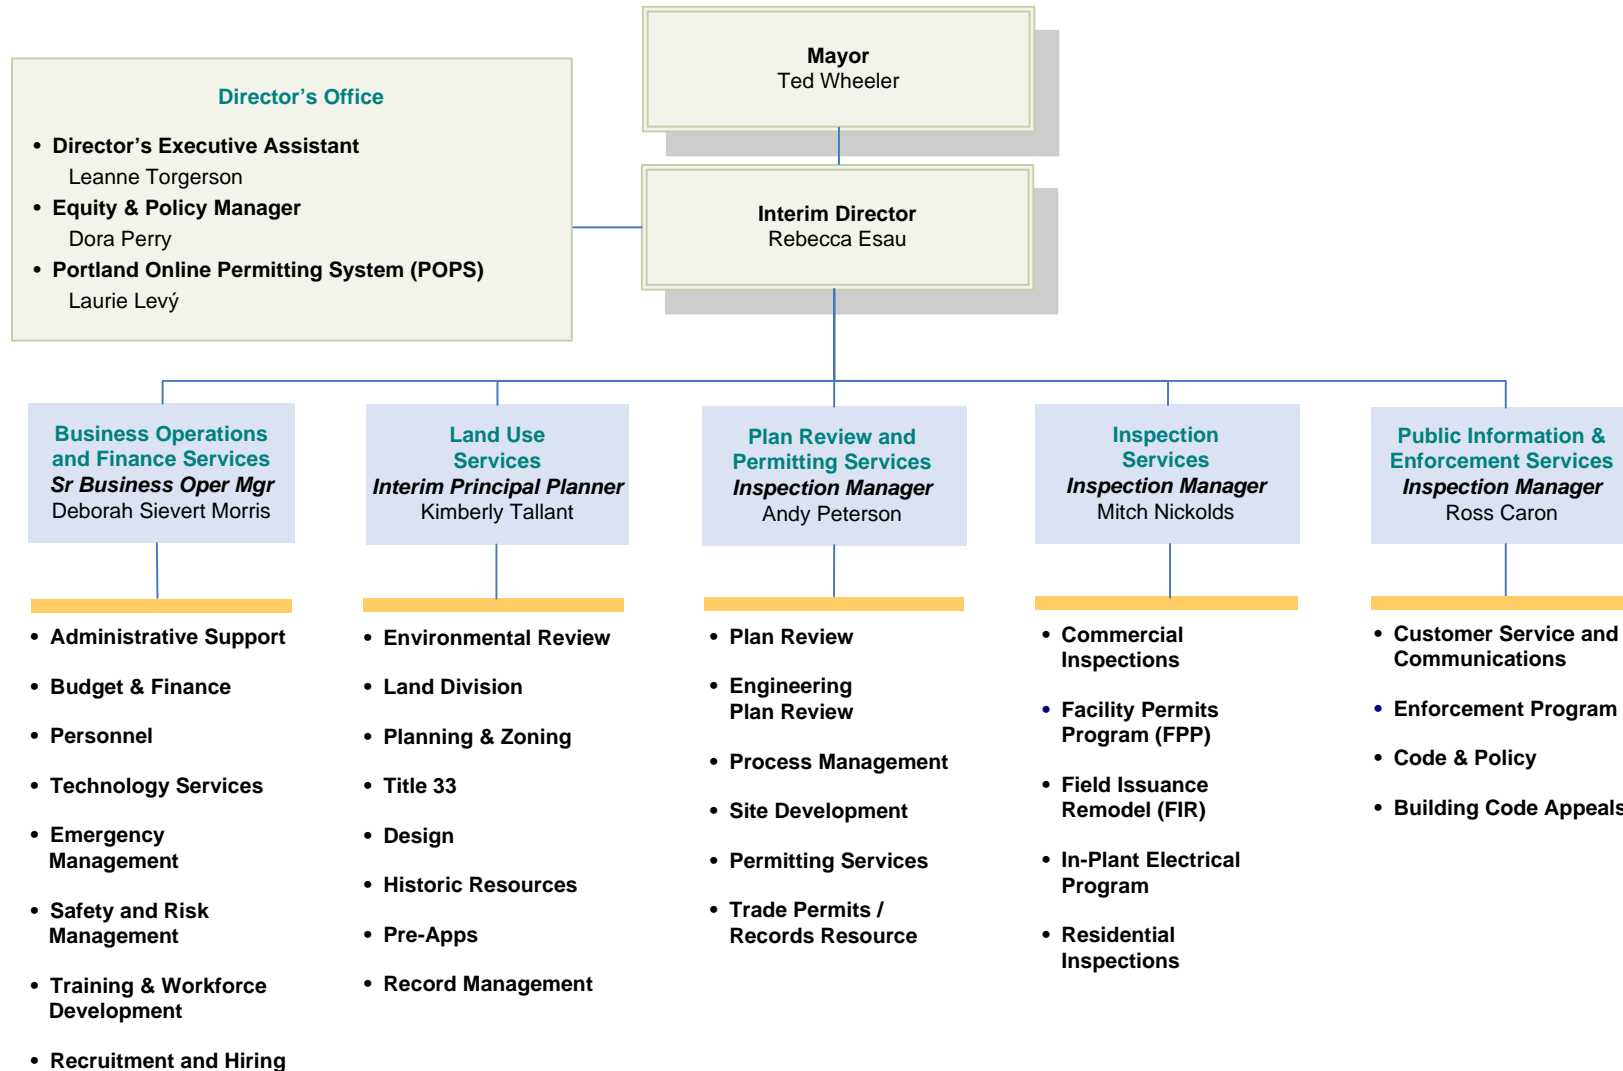 Mayor
Ted Wheeler
Director's Office
• Director's Executive Assistant
Leanne Torgerson
• Equity & Policy Manager
Dora Perry
• Portland Online Permitting System (POPS)
Laurie Levý
Interim Director
Rebecca Esau
Business Operations
and Finance Services
Sr Business Oper Mgr
Deborah Sievert Morris
• Administrative Support
• Budget & Finance
• Personnel
• Technology Services
• Emergency
Management
• Safety and Risk
Management
• Training & Workforce
Development
• Recruitment and Hiring
Land Use
Services
Interim Principal Planner
Kimberly Tallant
• Environmental Review
• Land Division
• Planning & Zoning
• Title 33
• Design
• Historic Resources
• Pre-Apps
• Record Management
Plan Review and
Permitting Services
Inspection Manager
Andy Peterson
• Plan Review
• Engineering
Plan Review
• Process Management
• Site Development
• Permitting Services
• Trade Permits /
Records Resource
Inspection
Services
Inspection Manager
Mitch Nickolds
• Commercial
Inspections
• Facility Permits
Program (FPP)
• Field Issuance
Remodel (FIR)
• In-Plant Electrical
Program
• Residential
Inspections
Public Information &
Enforcement Services
Inspection Manager
Ross Caron
• Customer Service and
Communications
• Enforcement Program
• Code & Policy
• Building Code Appeals